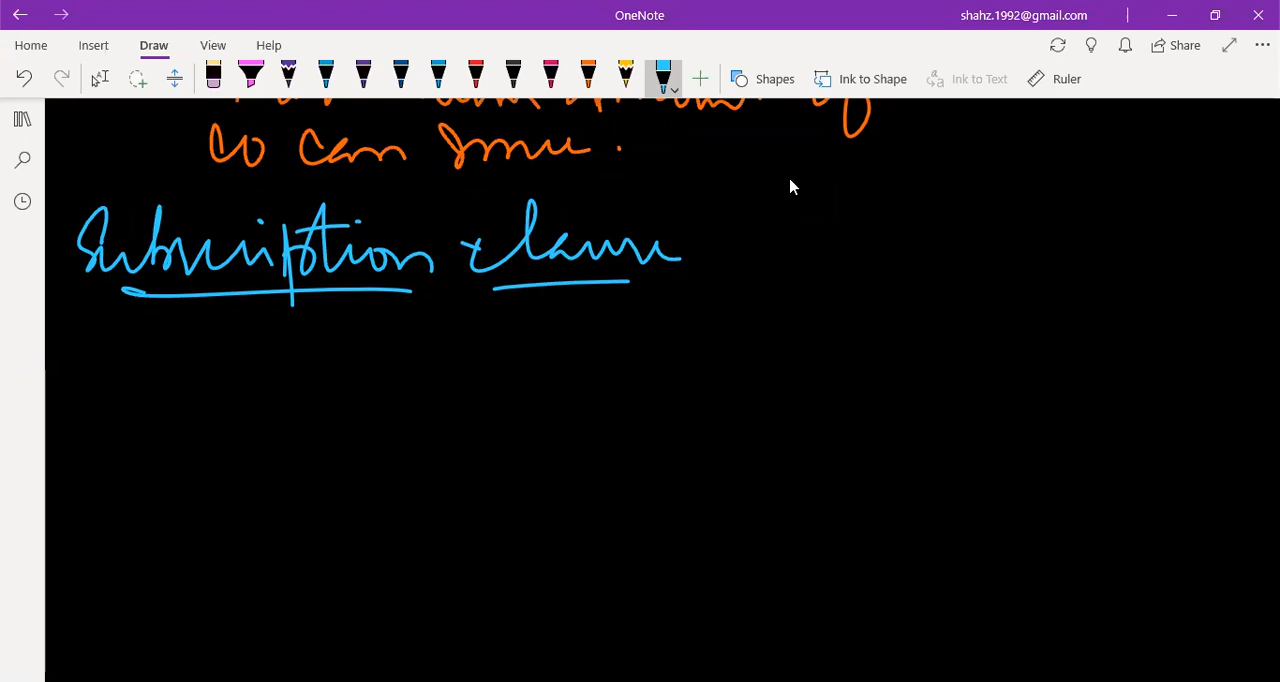 OneNote
shahz.1992@gmail.com
Home Insert Draw View Help
Share
Shapes Ink to Shape Ink to Text Ruler
of
co can issue.
Subscription clause